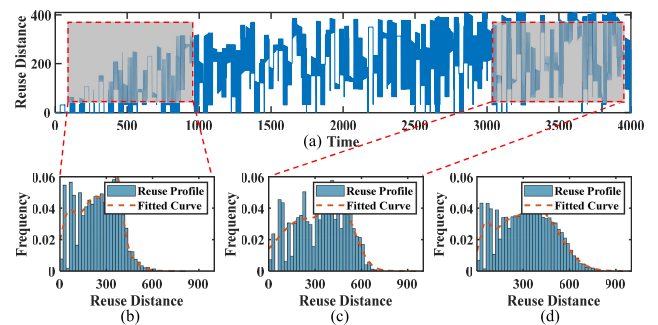 Reuse Distance
400
200
0
0 500 1000 1500 2000 2500 3000 3500 4000
(a) Time
0.06 0.06 0.06
Reuse Profile Reuse Profile Reuse Profile
Fitted Curve Fitted Curve Fitted Curve
Frequency Frequency Frequency
0.04 0.04 0.04
0.02 0.02 0.02
0 0 0
0 300 600 900 0 300 600 900 300 600 900
Reuse Distance Reuse Distance Reuse Distance
(b) (c) (d)